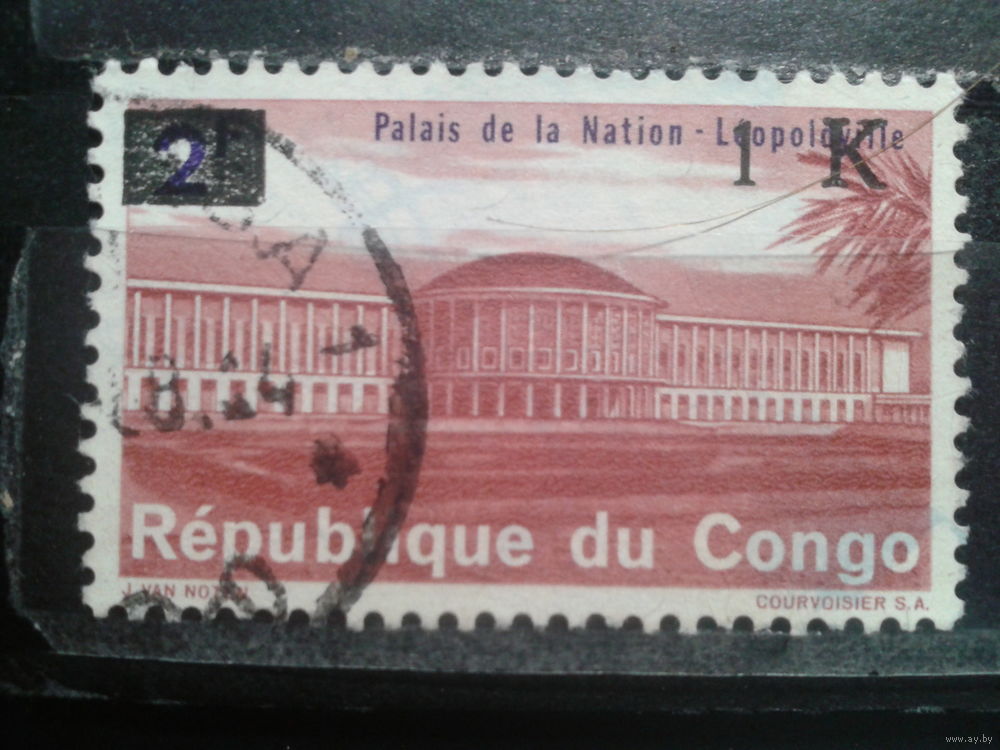 Palais de la Nation - Léopoldville
2F
1 K
République du Congo
J. VAN NOTEN
COURVOISIER S.A.
www.ay.by